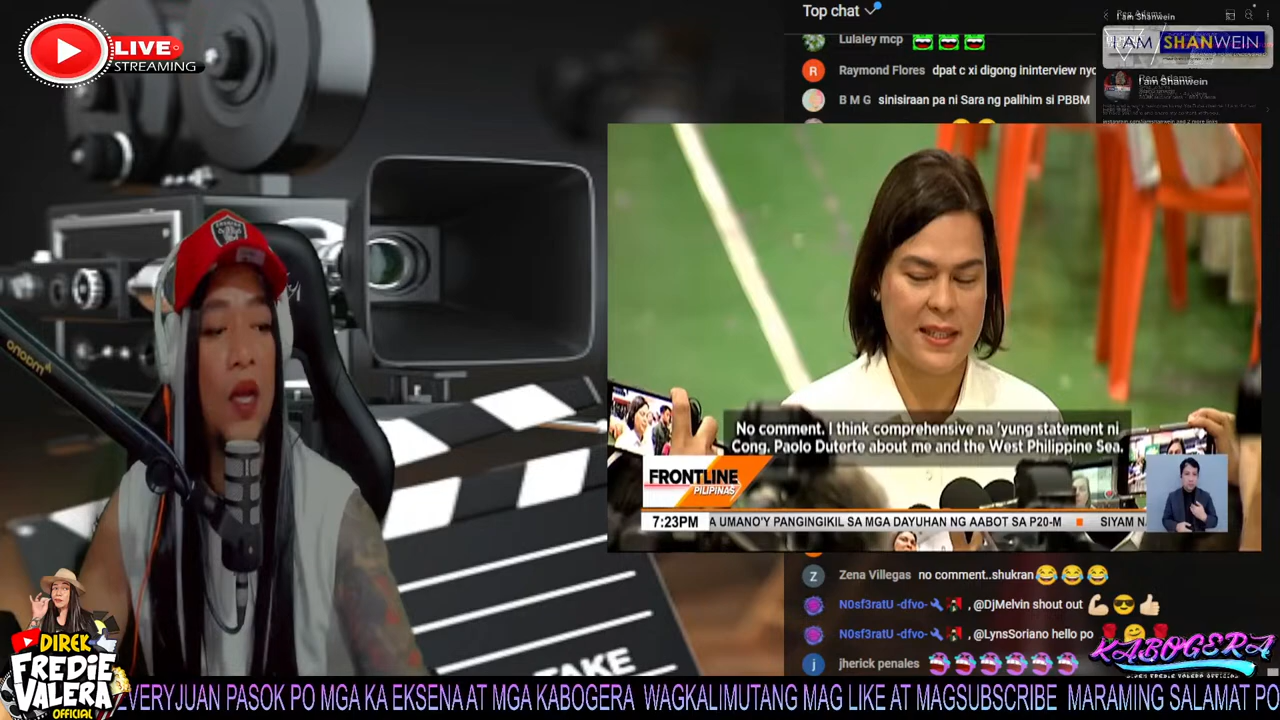 LIVE
STREAMING
Top chat
Lulaley mcp
Raymond Flores dpat c xi digong ininterview nyo
B M G sinisiraan pa ni Sara ng palihim si PBBM
I am Shanwein
I AM SHANWEIN
I am Shanwein
maono
No comment. I think comprehensive na 'yung statement ni
Cong. Paolo Duterte about me and the West Philippine Sea.
FRONTLINE
PILIPINAS
7:23PM A UMANO'Y PANGINGIKIL SA MGA DAYUHAN NG AABOT SA P20-M SIYAM N
Z Zena Villegas no comment..shukran
N0sf3ratU -dfvo- , @DjMelvin shout out
N0sf3ratU -dfvo- , @LynsSoriano hello po
j jherick penales
KABOGERA
TAKE
DIREK
FREDIE
VALERA
OFFICIAL
VERYJUAN PASOK PO MGA KA EKSENA AT MGA KABOGERA WAGKALIMUTANG MAG LIKE AT MAGSUBSCRIBE MARAMING SALAMAT PO